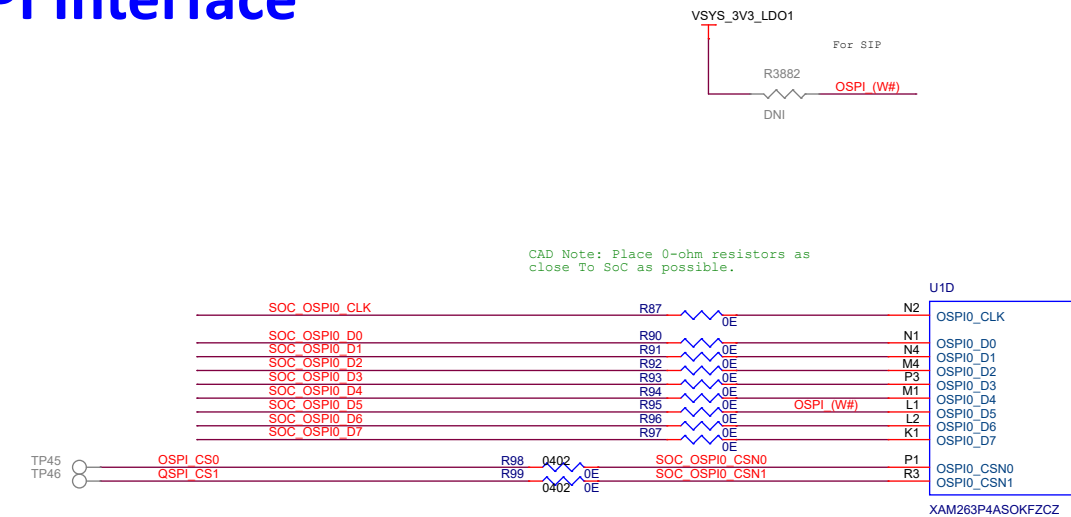 PI Interface
VSYS_3V3_LDO1
For SIP
R3882
OSPI_(W#)
DNI
CAD Note: Place 0-ohm resistors as
close To SoC as possible.
U1D
SOC_OSPI0_CLK R87 0E N2 OSPI0_CLK
SOC_OSPI0_D0 R90 0E N1 OSPI0_D0
SOC_OSPI0_D1 R91 0E N4 OSPI0_D1
SOC_OSPI0_D2 R92 0E M4 OSPI0_D2
SOC_OSPI0_D3 R93 0E P3 OSPI0_D3
SOC_OSPI0_D4 R94 0E M1 OSPI0_D4
SOC_OSPI0_D5 R95 0E OSPI_(W#) L1 OSPI0_D5
SOC_OSPI0_D6 R96 0E L2 OSPI0_D6
SOC_OSPI0_D7 R97 0E K1 OSPI0_D7
TP45 OSPI_CS0 R98 0402 0E SOC_OSPI0_CSN0 P1 OSPI0_CSN0
TP46 QSPI_CS1 R99 0402 0E SOC_OSPI0_CSN1 R3 OSPI0_CSN1
XAM263P4ASOKFZCZ